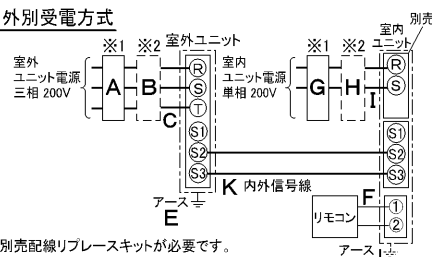 外別受電方式
別売
※1 ※2 室外ユニット
※1 ※2 室内ユニット
室外
ユニット電源
三相 200V
A B C
R
S
T
S1
S2
S3
室内
ユニット電源
単相 200V
G H I
R
S
S1
S2
S3
K 内外信号線
アース
E
リモコン
F
1
2
アース
別売配線リプレースキットが必要です。